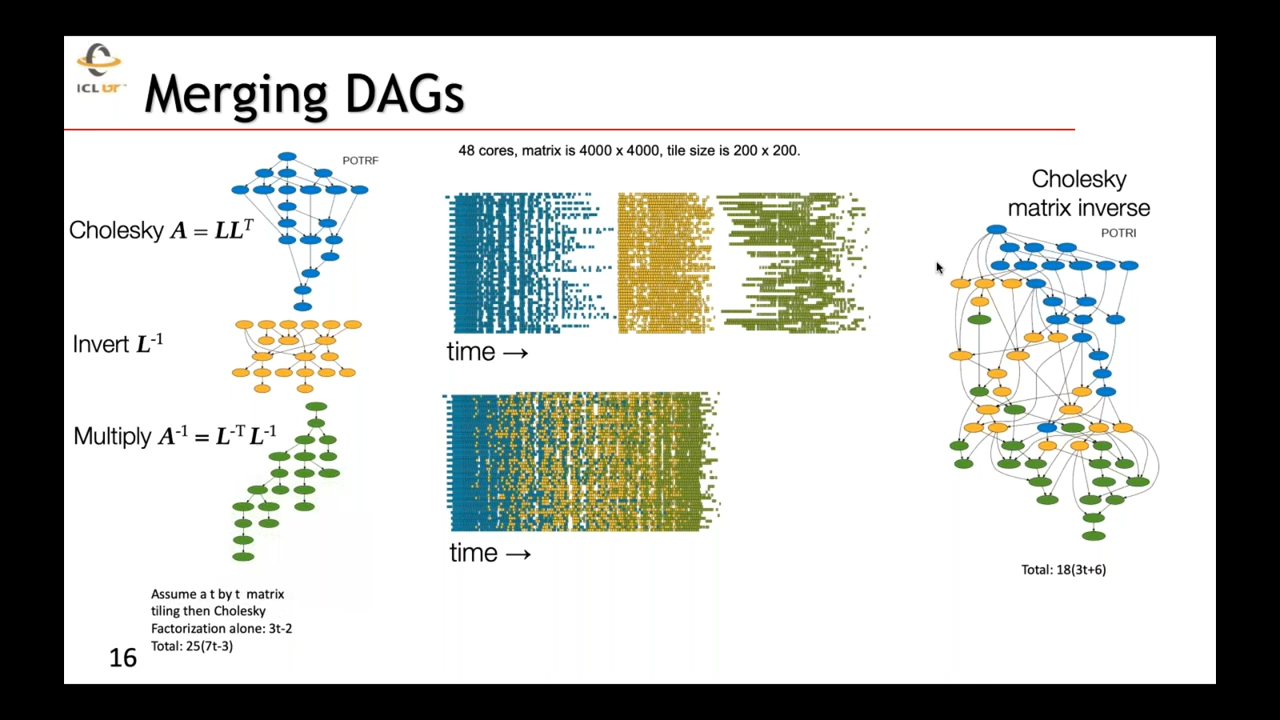 ICL UT
Merging DAGs
48 cores, matrix is 4000 x 4000, tile size is 200 x 200.
POTRF
Cholesky A = LL^T
Invert L^-1
Multiply A^-1 = L^-T L^-1
time →
time →
Cholesky
matrix inverse
POTRI
Total: 18(3t+6)
Assume a t by t matrix
tiling then Cholesky
Factorization alone: 3t-2
Total: 25(7t-3)
16